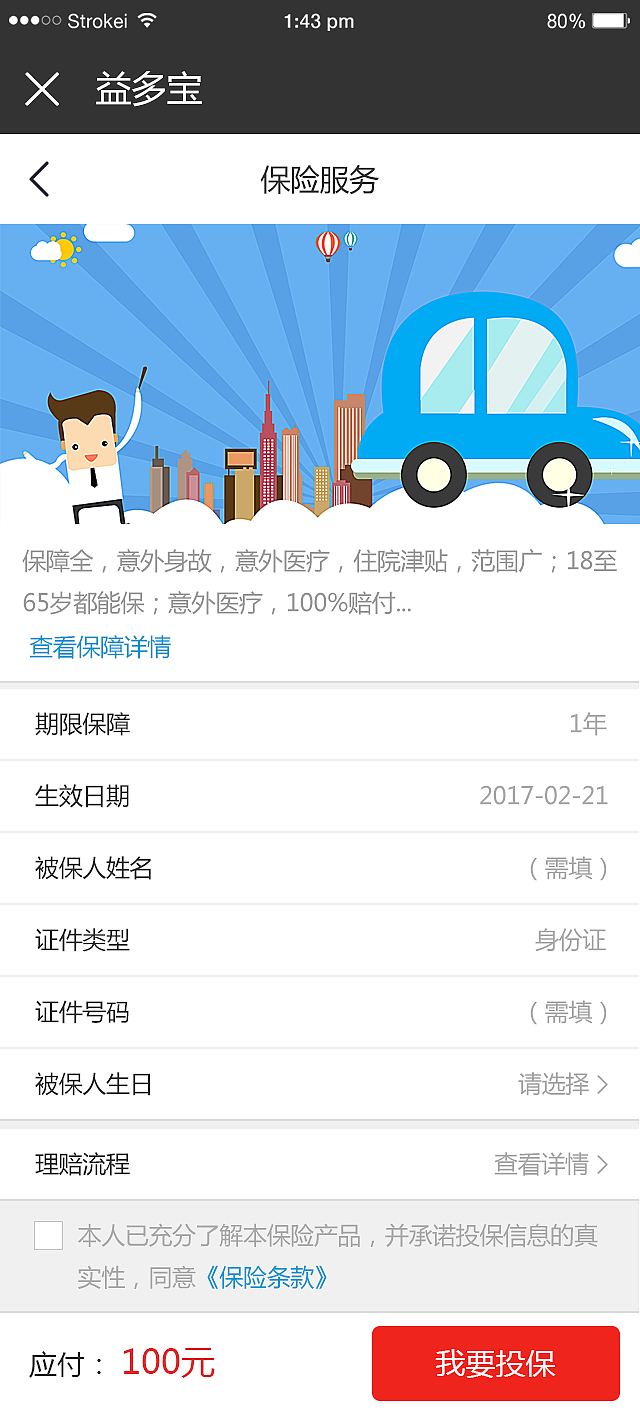 Strokei 1:43 pm 80%
益多宝
保险服务
保障全，意外身故，意外医疗，住院津贴，范围广；18至
65岁都能保；意外医疗，100%赔付...
查看保障详情
期限保障 1年
生效日期 2017-02-21
被保人姓名 （需填）
证件类型 身份证
证件号码 （需填）
被保人生日 请选择
理赔流程 查看详情
本人已充分了解本保险产品，并承诺投保信息的真
实性，同意《保险条款》
应付： 100元 我要投保